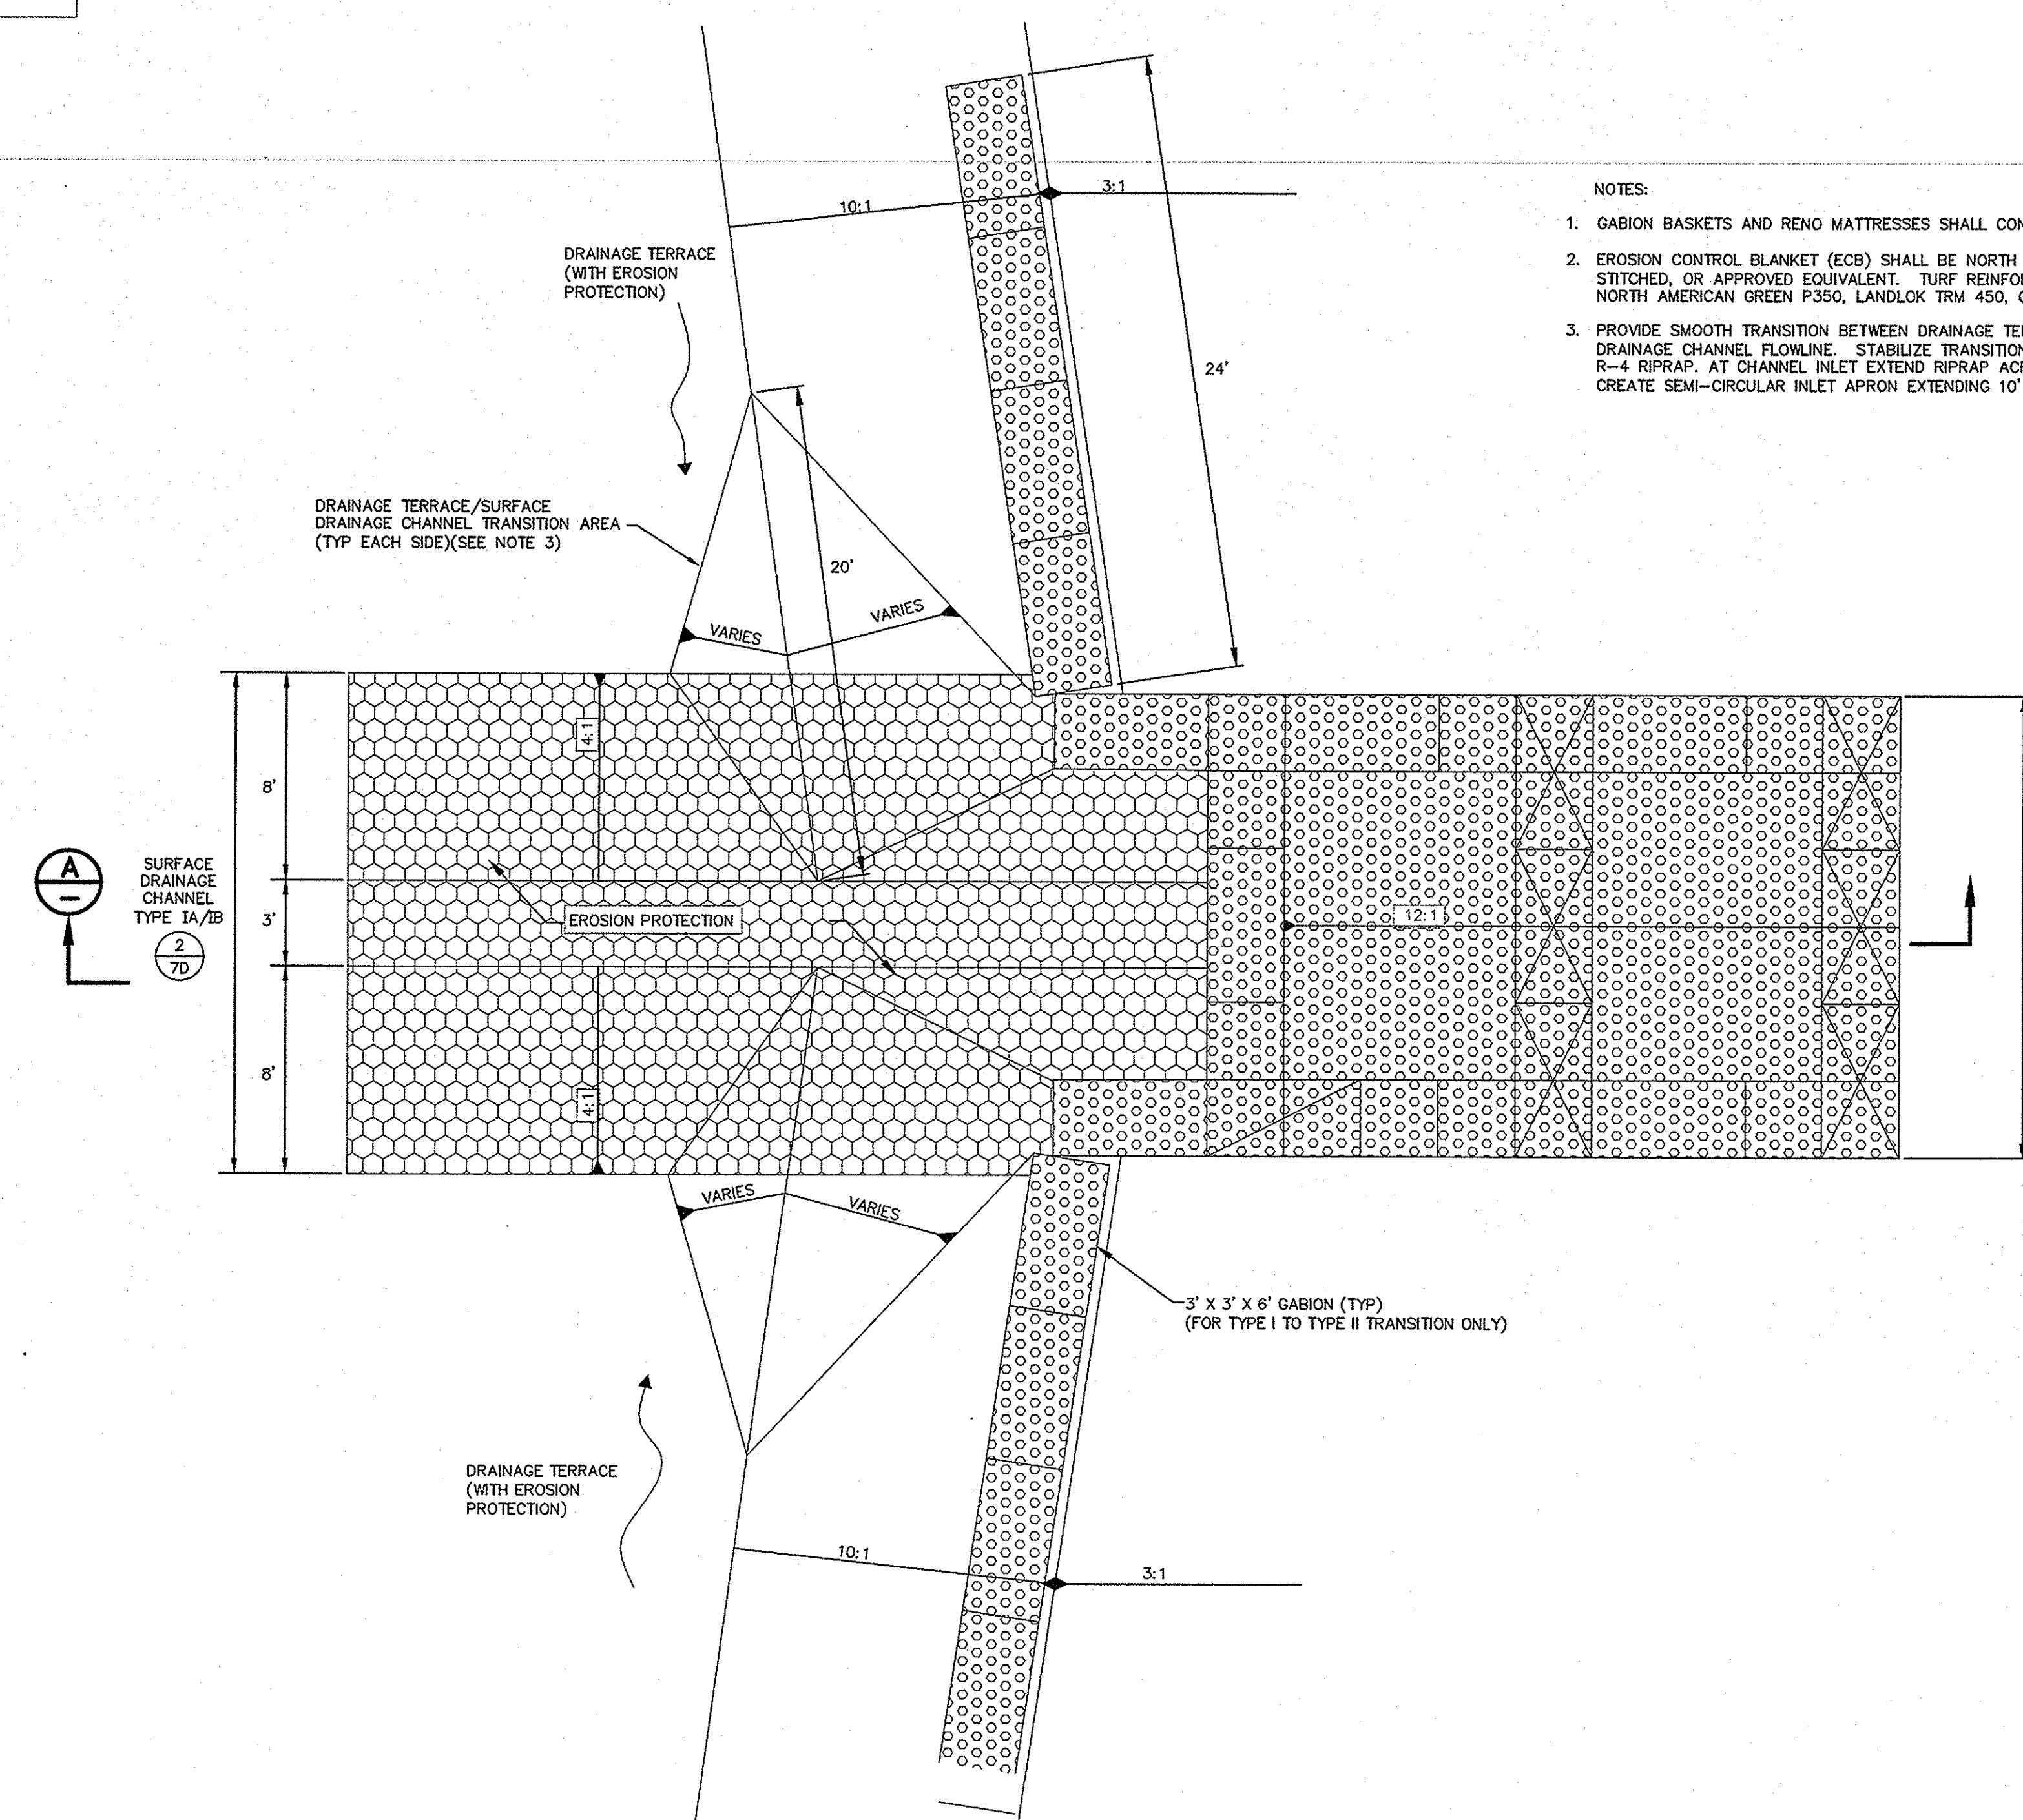 NOTES:
1. GABION BASKETS AND RENO MATTRESSES SHALL CON
2. EROSION CONTROL BLANKET (ECB) SHALL BE NORTH
STITCHED, OR APPROVED EQUIVALENT. TURF REINFO
NORTH AMERICAN GREEN P350, LANDLOK TRM 450,
3. PROVIDE SMOOTH TRANSITION BETWEEN DRAINAGE TE
DRAINAGE CHANNEL FLOWLINE. STABILIZE TRANSITION
R-4 RIPRAP. AT CHANNEL INLET EXTEND RIPRAP ACR
CREATE SEMI-CIRCULAR INLET APRON EXTENDING 10'
10:1
3:1
DRAINAGE TERRACE
(WITH EROSION
PROTECTION)
24'
DRAINAGE TERRACE/SURFACE
DRAINAGE CHANNEL TRANSITION AREA
(TYP EACH SIDE)(SEE NOTE 3)
20'
VARIES
VARIES
4:1
8'
A
-
SURFACE
DRAINAGE
CHANNEL
TYPE IA/IB
2
7D
3'
EROSION PROTECTION
12:1
8'
4:1
VARIES
VARIES
3' X 3' X 6' GABION (TYP)
(FOR TYPE I TO TYPE II TRANSITION ONLY)
DRAINAGE TERRACE
(WITH EROSION
PROTECTION)
10:1
3:1